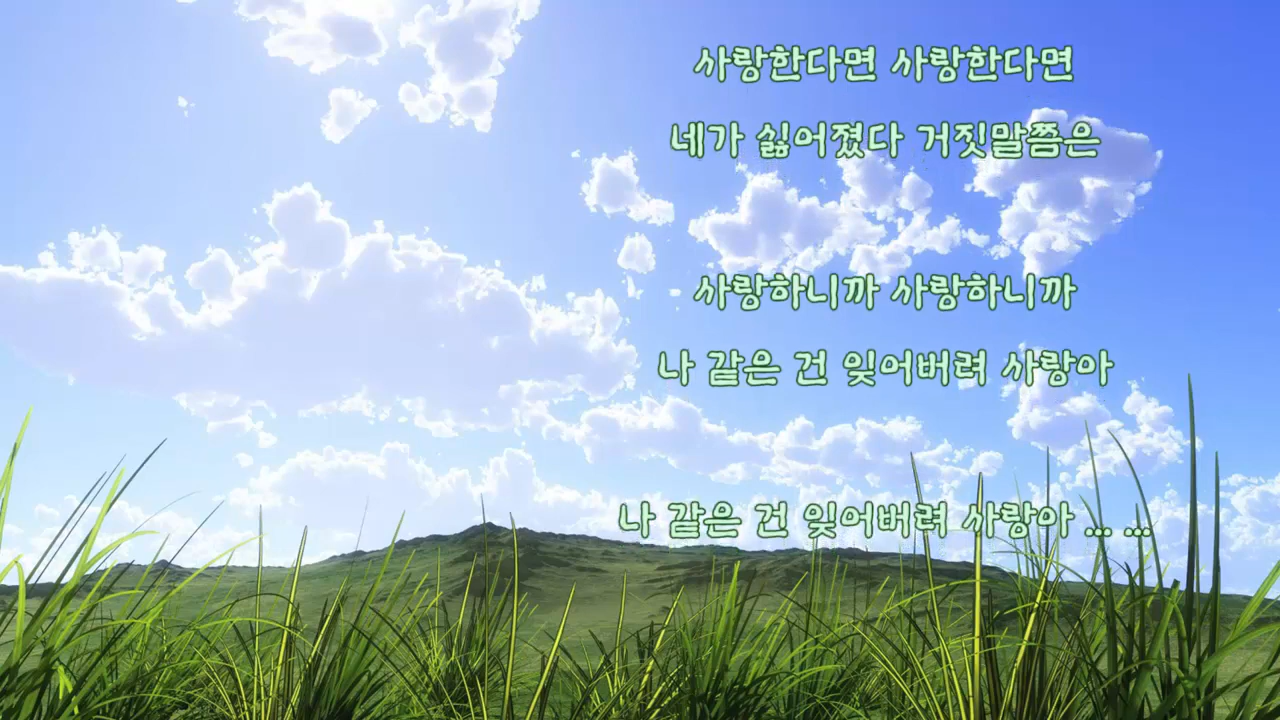 사랑한다면 사랑한다면
네가 싫어졌다 거짓말쯤은
사랑하니까 사랑하니까
나 같은 건 잊어버려 사랑아
나 같은 건 잊어버려 사랑아 ... ...